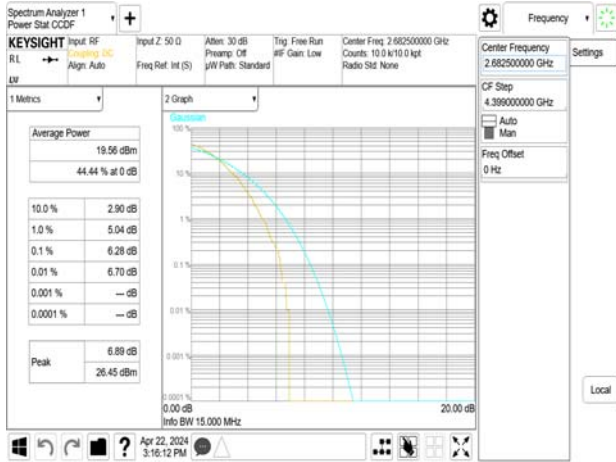 Spectrum Analyzer 1
Power Stat CCDF
Frequency
KEYSIGHT
Input: RF
Coupling: DC
Align: Auto
Input Z: 50 Ω
Freq Ref: Int (S)
Atten: 30 dB
Preamp: Off
µW Path: Standard
Trig: Free Run
#IF Gain: Low
Center Freq: 2.682500000 GHz
Counts: 10.0 k/10.0 kpt
Radio Std: None
RL
Center Frequency
2.682500000 GHz
Settings
CF Step
4.399000000 GHz
Auto
Man
Freq Offset
0 Hz
Local
1 Metrics
2 Graph
Average Power
19.56 dBm
44.44 % at 0 dB
10.0 % 2.90 dB
1.0 % 5.04 dB
0.1 % 6.28 dB
0.01 % 6.70 dB
0.001 % --- dB
0.0001 % --- dB
Peak 6.89 dB
26.45 dBm
Gaussian
100 %
10 %
1 %
0.1 %
0.01 %
0.001 %
0.0001 %
0.00 dB
20.00 dB
Info BW 15.000 MHz
Apr 22, 2024
3:16:12 PM